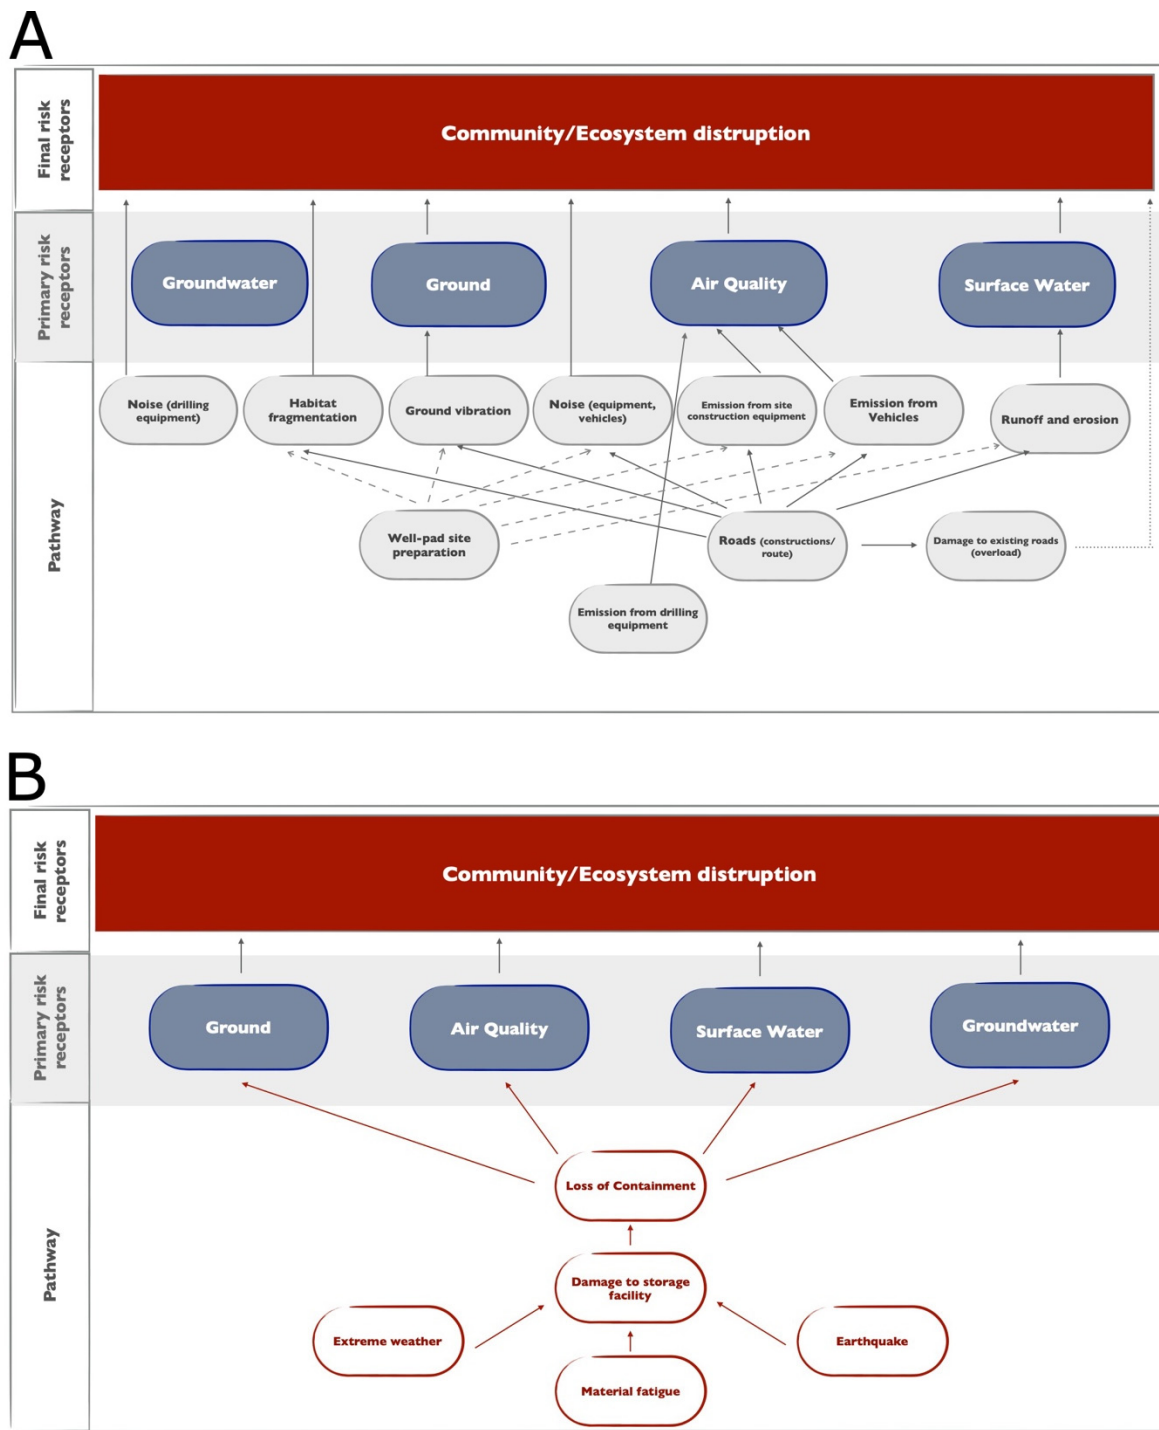 A
Final risk
receptors
Community/Ecosystem distruption
Primary risk
receptors
Groundwater
Ground
Air Quality
Surface Water
Pathway
Noise (drilling
equipment)
Habitat
fragmentation
Ground vibration
Noise (equipment,
vehicles)
Emission from site
construction equipment
Emission from
Vehicles
Runoff and erosion
Well-pad site
preparation
Roads (constructions/
route)
Damage to existing roads
(overload)
Emission from drilling
equipment
B
Final risk
receptors
Community/Ecosystem distruption
Primary risk
receptors
Ground
Air Quality
Surface Water
Groundwater
Pathway
Loss of Containment
Damage to storage
facility
Extreme weather
Earthquake
Material fatigue